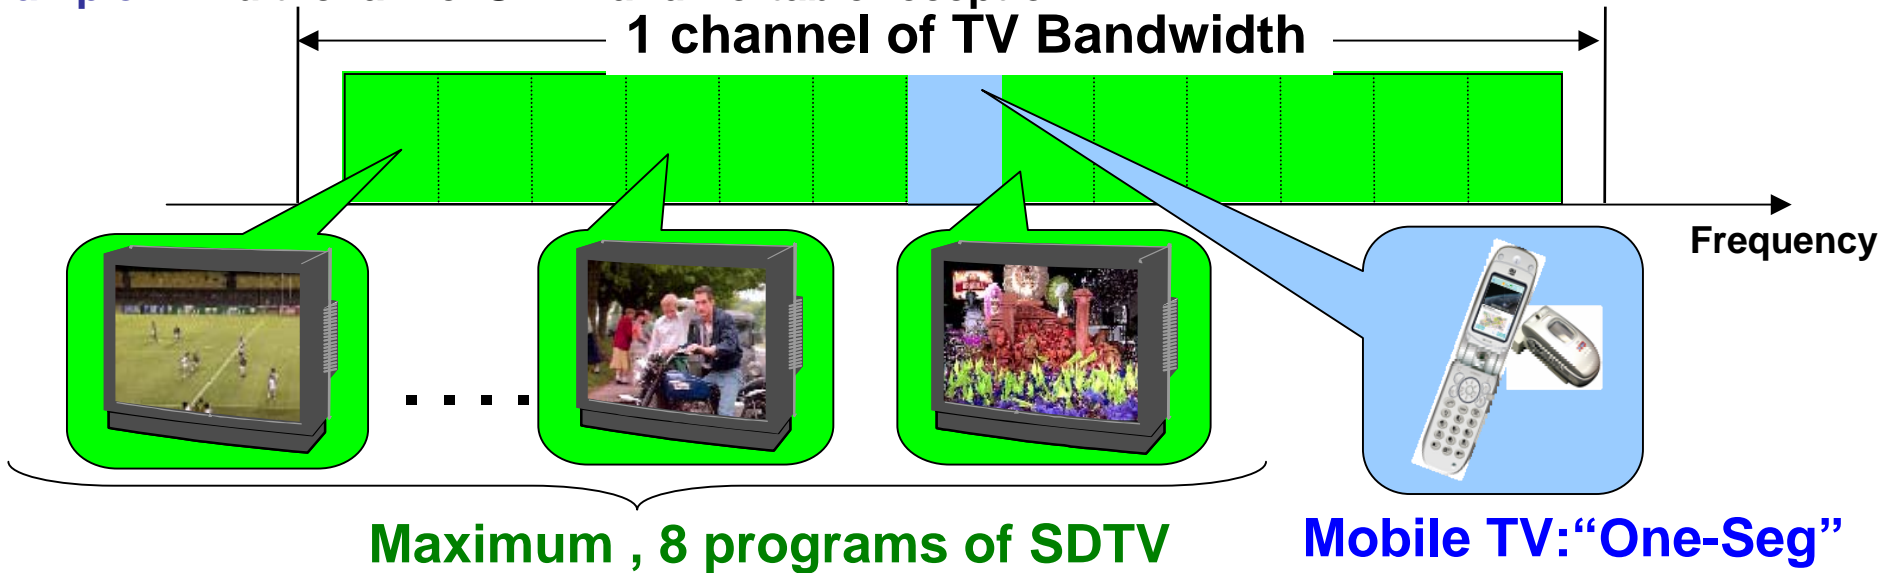 1 channel of TV Bandwidth
Frequency
Maximum , 8 programs of SDTV
Mobile TV:“One-Seg”